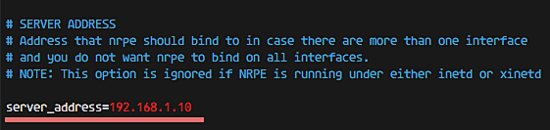 # SERVER ADDRESS
# Address that nrpe should bind to in case there are more than one interface
# and you do not want nrpe to bind on all interfaces.
# NOTE: This option is ignored if NRPE is running under either inetd or xinetd
server_address=192.168.1.10